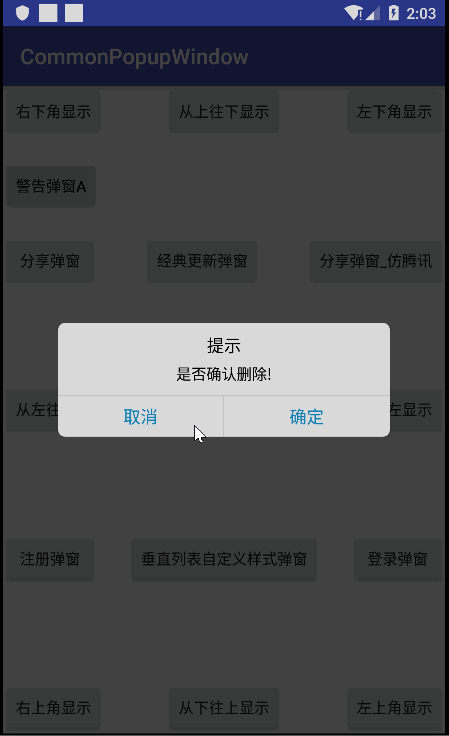 2:03
CommonPopupWindow
右下角显示 从上往下显示 左下角显示
警告弹窗A
分享弹窗 经典更新弹窗 分享弹窗_仿腾讯
提示
是否确认删除!
从左往 左显示
取消 确定
注册弹窗 垂直列表自定义样式弹窗 登录弹窗
右上角显示 从下往上显示 左上角显示